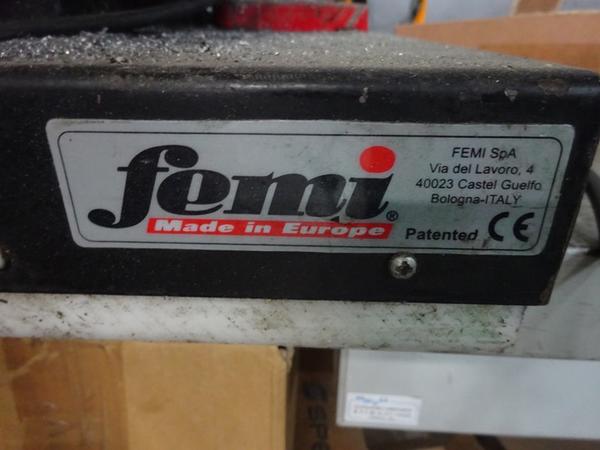 femi®
Made in Europe
FEMI SpA
Via del Lavoro, 4
40023 Castel Guelfo
Bologna-ITALY
Patented CE